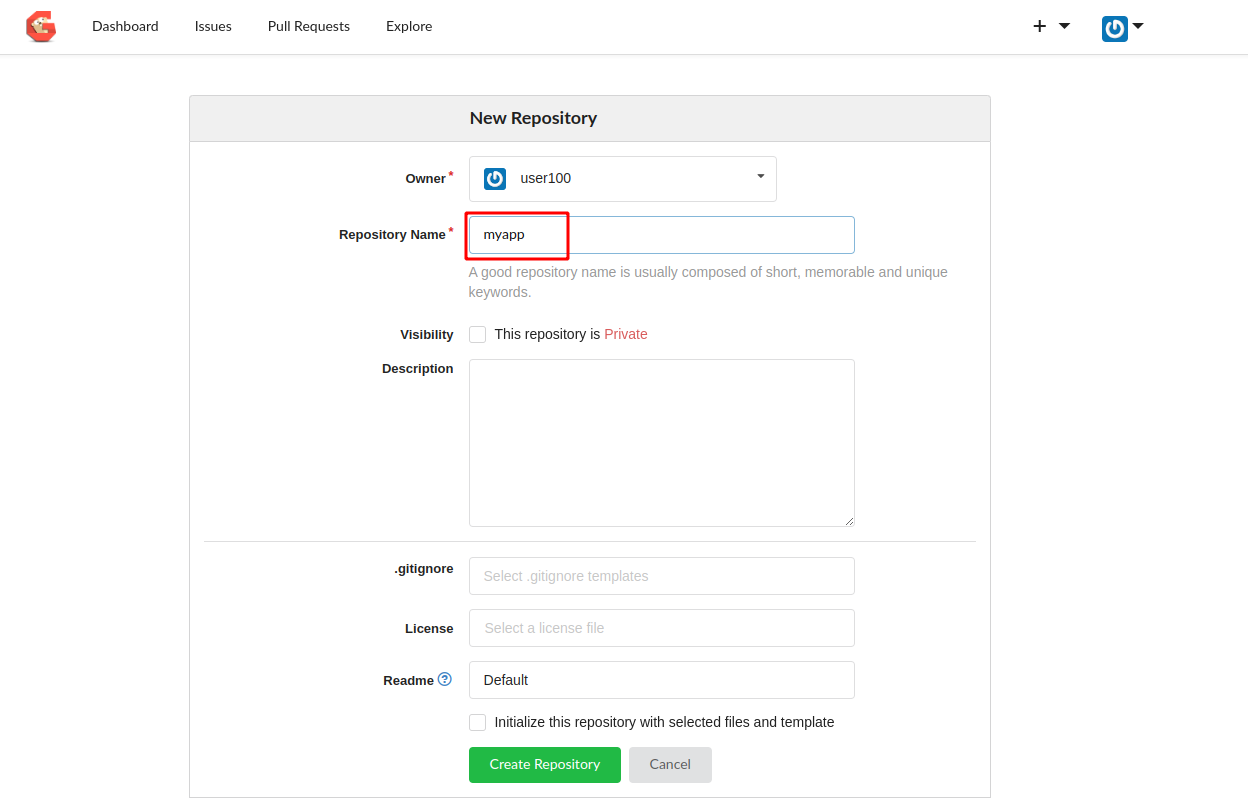 Dashboard Issues Pull Requests Explore
New Repository
Owner * user100
Repository Name * myapp
A good repository name is usually composed of short, memorable and unique
keywords.
Visibility This repository is Private
Description
.gitignore Select .gitignore templates
License Select a license file
Readme Default
Initialize this repository with selected files and template
Create Repository Cancel